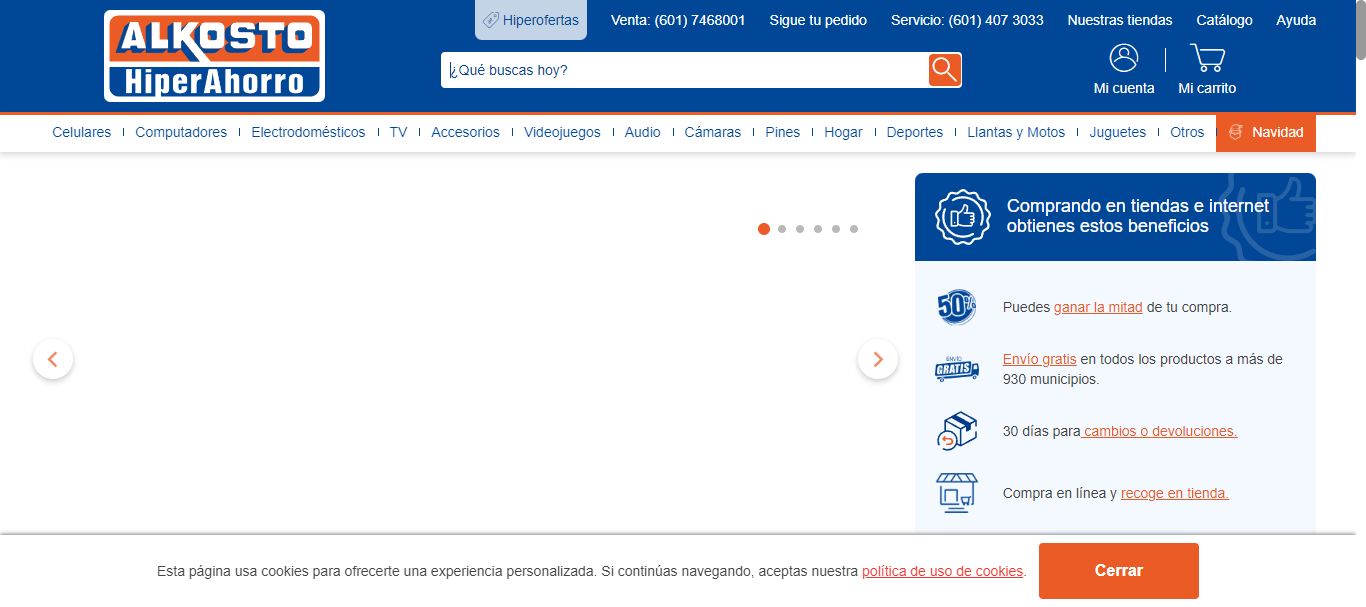 ALKOSTO
HiperAhorro
Hiperofertas
Venta: (601) 7468001
Sigue tu pedido
Servicio: (601) 407 3033
Nuestras tiendas
Catálogo
Ayuda
¿Qué buscas hoy?
Mi cuenta
Mi carrito
Celulares
Computadores
Electrodomésticos
TV
Accesorios
Videojuegos
Audio
Cámaras
Pines
Hogar
Deportes
Llantas y Motos
Juguetes
Otros
Navidad
Comprando en tiendas e internet
obtienes estos beneficios
50%
Puedes ganar la mitad de tu compra.
ENVÍO
GRATIS
Envío gratis en todos los productos a más de
930 municipios.
30 días para cambios o devoluciones.
Compra en línea y recoge en tienda.
Esta página usa cookies para ofrecerte una experiencia personalizada. Si continúas navegando, aceptas nuestra política de uso de cookies.
Cerrar